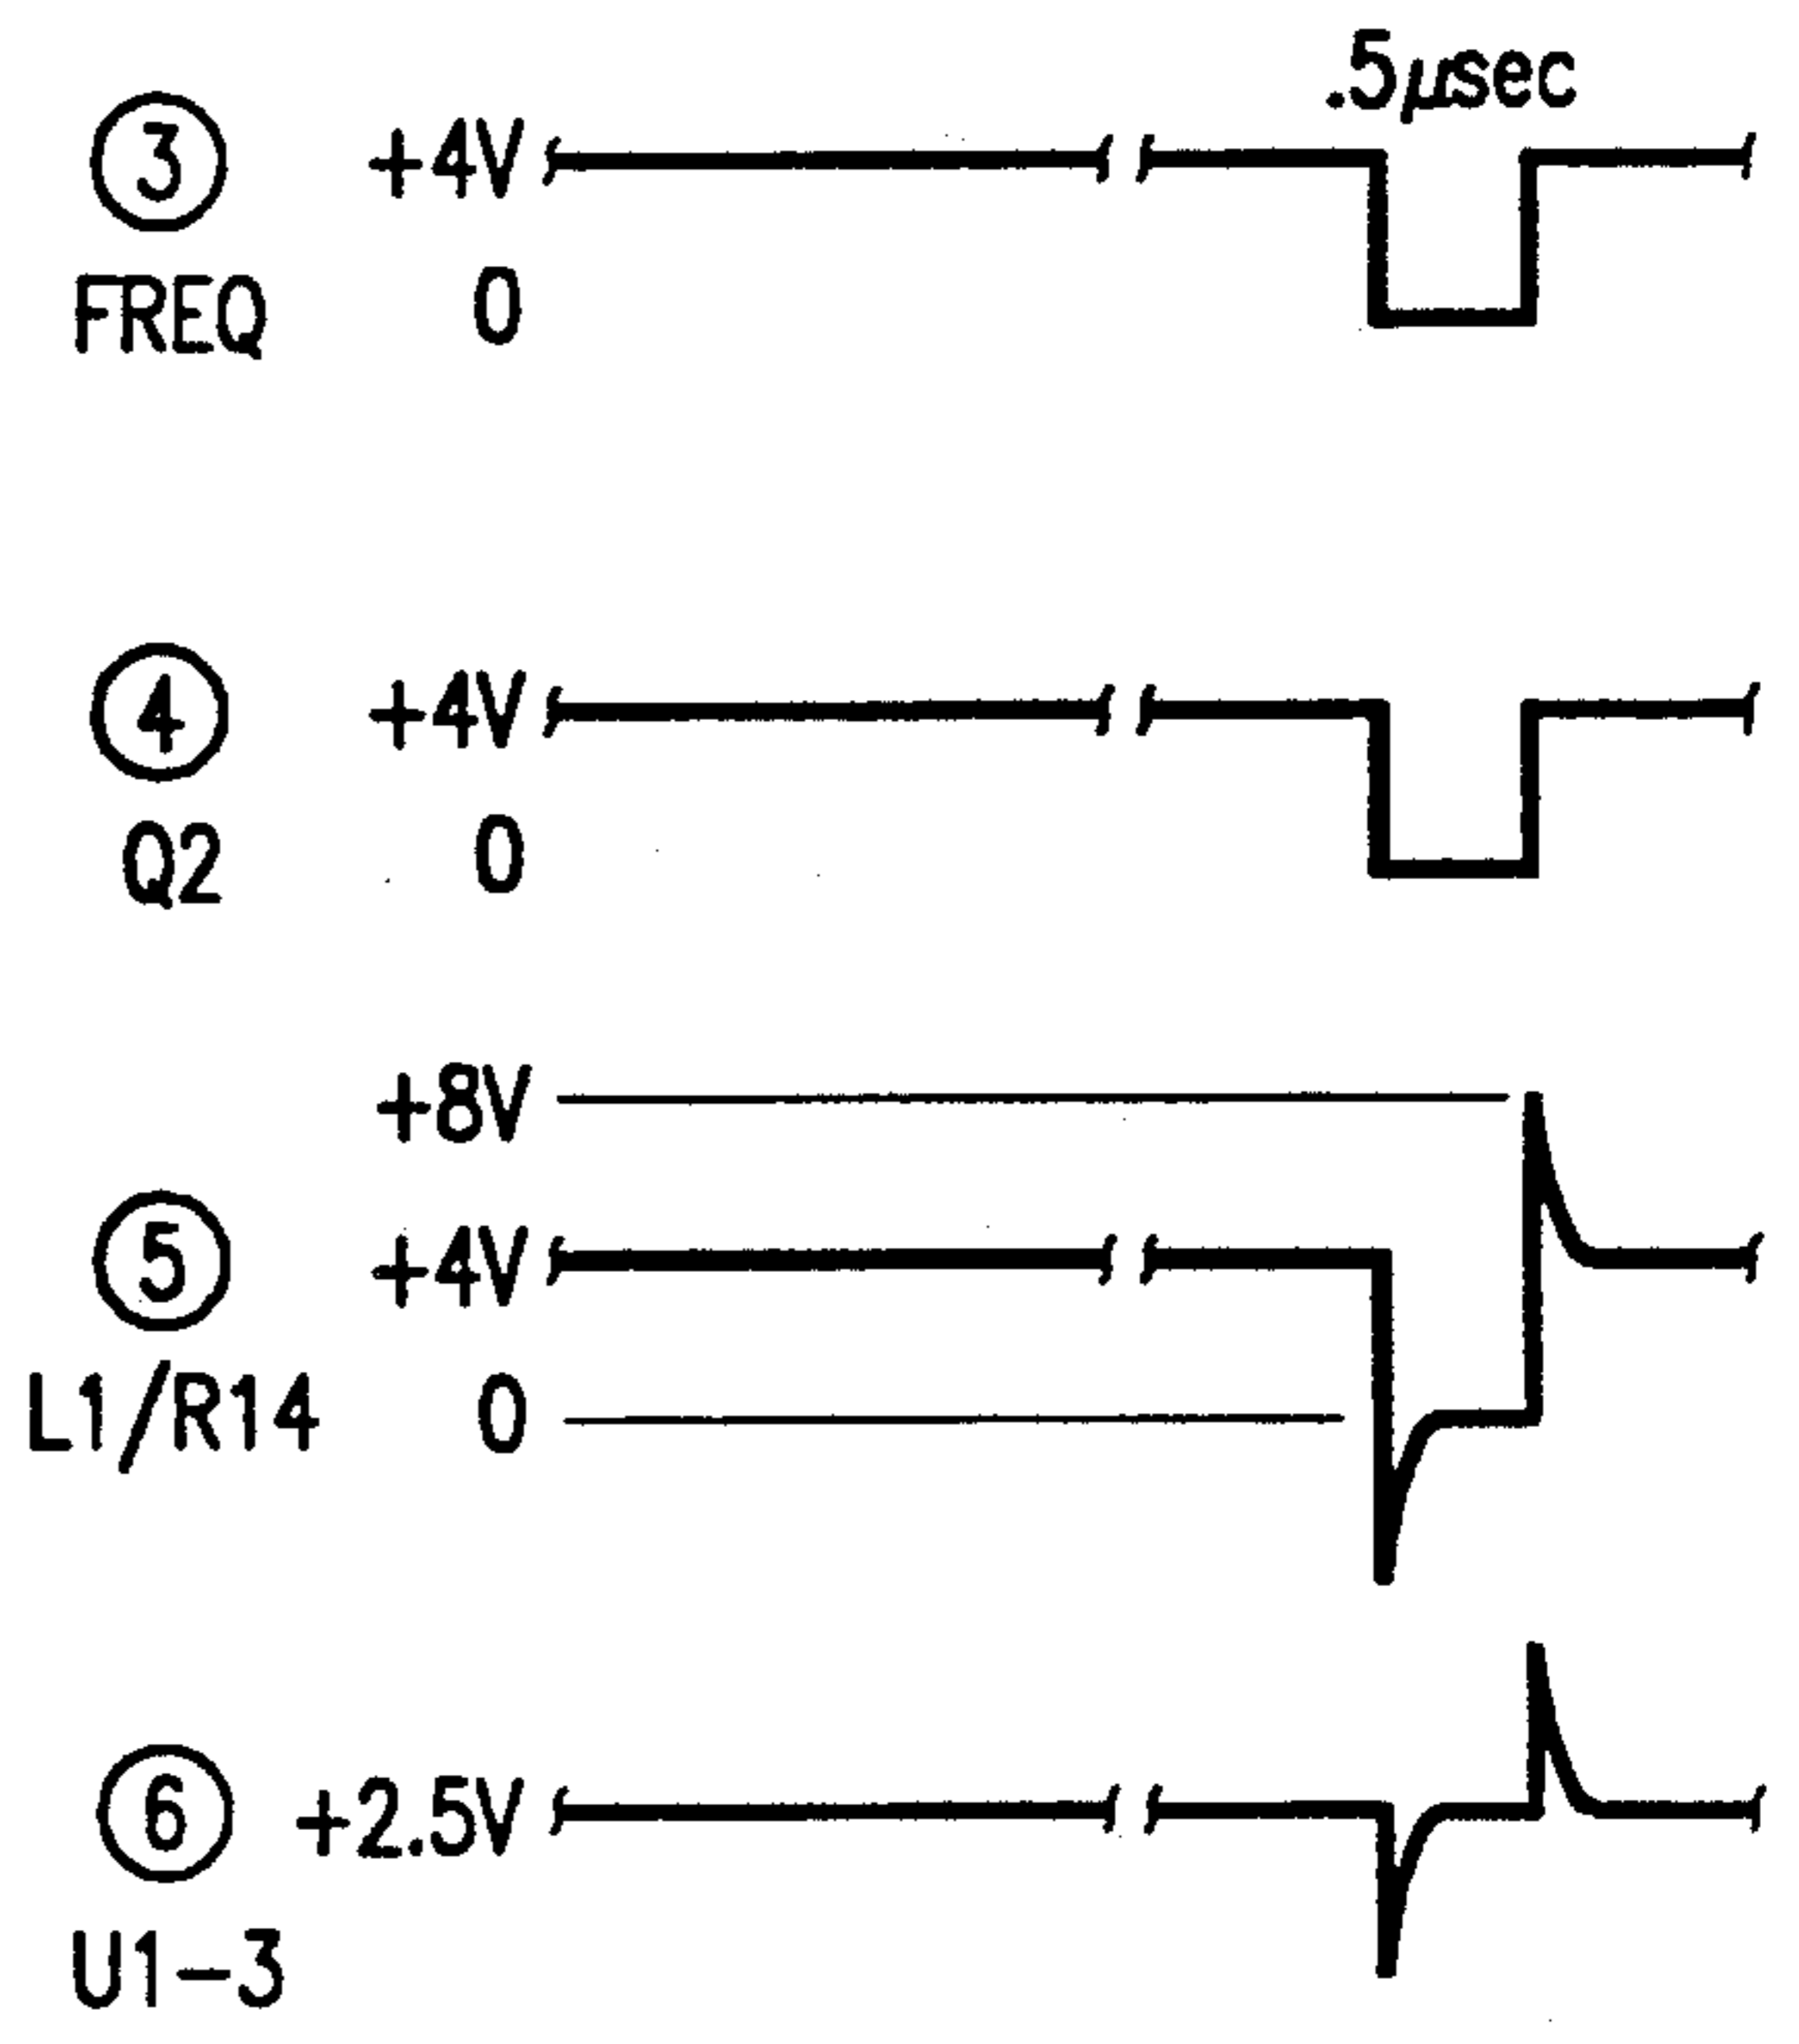 .5µsec
3 +4V
FREQ 0
4 +4V
Q2 0
+8V
5 +4V
L1/R14 0
6 +2.5V
U1-3